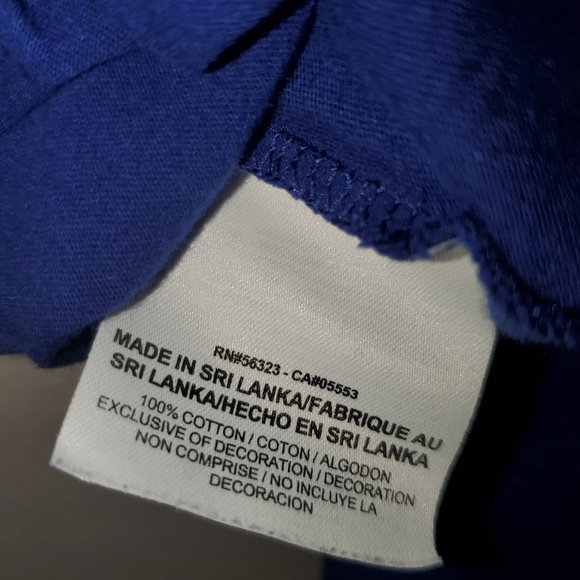 RN#56323 - CA#05553
MADE IN SRI LANKA/FABRIQUE AU
SRI LANKA/HECHO EN SRI LANKA
100% COTTON / COTON / ALGODON
EXCLUSIVE OF DECORATION / DECORATION
NON COMPRISE / NO INCLUYE LA
DECORACION